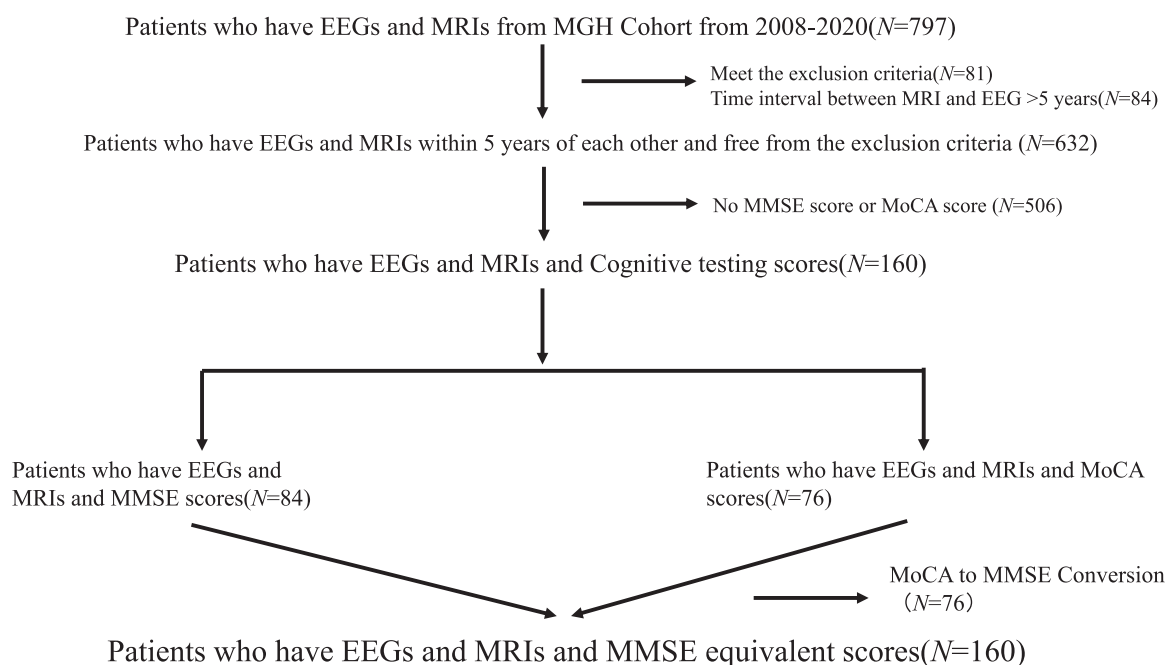 Patients who have EEGs and MRIs from MGH Cohort from 2008-2020(N=797)
Meet the exclusion criteria(N=81)
Time interval between MRI and EEG >5 years(N=84)
Patients who have EEGs and MRIs within 5 years of each other and free from the exclusion criteria (N=632)
No MMSE score or MoCA score (N=506)
Patients who have EEGs and MRIs and Cognitive testing scores(N=160)
Patients who have EEGs and
MRIs and MMSE scores(N=84)
Patients who have EEGs and MRIs and MoCA
scores(N=76)
MoCA to MMSE Conversion
（N=76）
Patients who have EEGs and MRIs and MMSE equivalent scores(N=160)